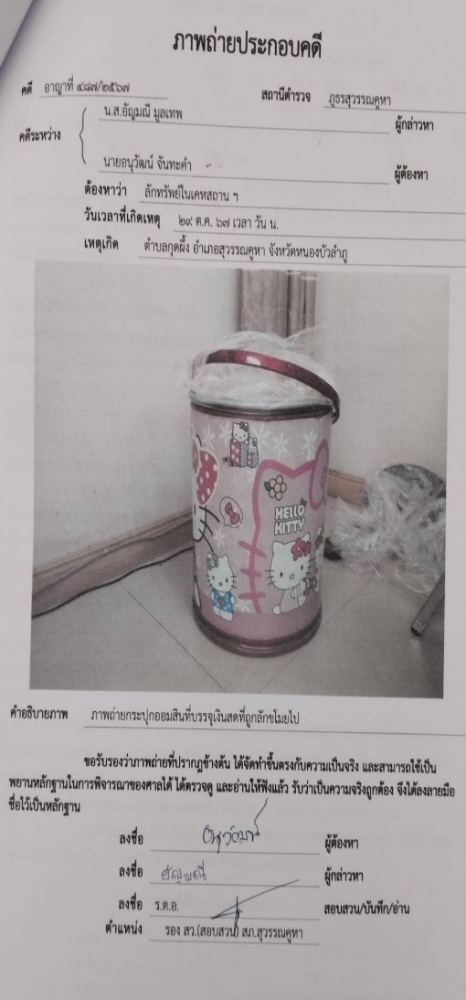 ภาพถ่ายประกอบคดี
คดี อาญาที่ ๔๘๗/๒๕๖๗ สถานีตำรวจ ภูธรสุวรรณคูหา
น.ส.อัญมณี มูลเทพ ผู้กล่าวหา
คดีระหว่าง
นายอนุวัฒน์ จันทะคำ ผู้ต้องหา
ต้องหาว่า ลักทรัพย์ในเคหสถาน ฯ
วันเวลาที่เกิดเหตุ ๒๙ ต.ค. ๖๗ เวลา วัน น.
เหตุเกิด ตำบลกุดผึ้ง อำเภอสุวรรณคูหา จังหวัดหนองบัวลำภู
HELLO
KITTY
คำอธิบายภาพ ภาพถ่ายกระปุกออมสินที่บรรจุเงินสดที่ถูกลักขโมยไป
ขอรับรองว่าภาพถ่ายที่ปรากฏข้างต้น ได้จัดทำขึ้นตรงกับความเป็นจริง และสามารถใช้เป็น
พยานหลักฐานในการพิจารณาของศาลได้ ได้ตรวจดู และอ่านให้ฟังแล้ว รับว่าเป็นความจริงถูกต้อง จึงได้ลงลายมือ
ชื่อไว้เป็นหลักฐาน
ลงชื่อ อนุวัฒน์ ผู้ต้องหา
ลงชื่อ อัญมณี ผู้กล่าวหา
ลงชื่อ ร.ต.อ. สอบสวน/บันทึก/อ่าน
ตำแหน่ง รอง สว.(สอบสวน) สภ.สุวรรณคูหา